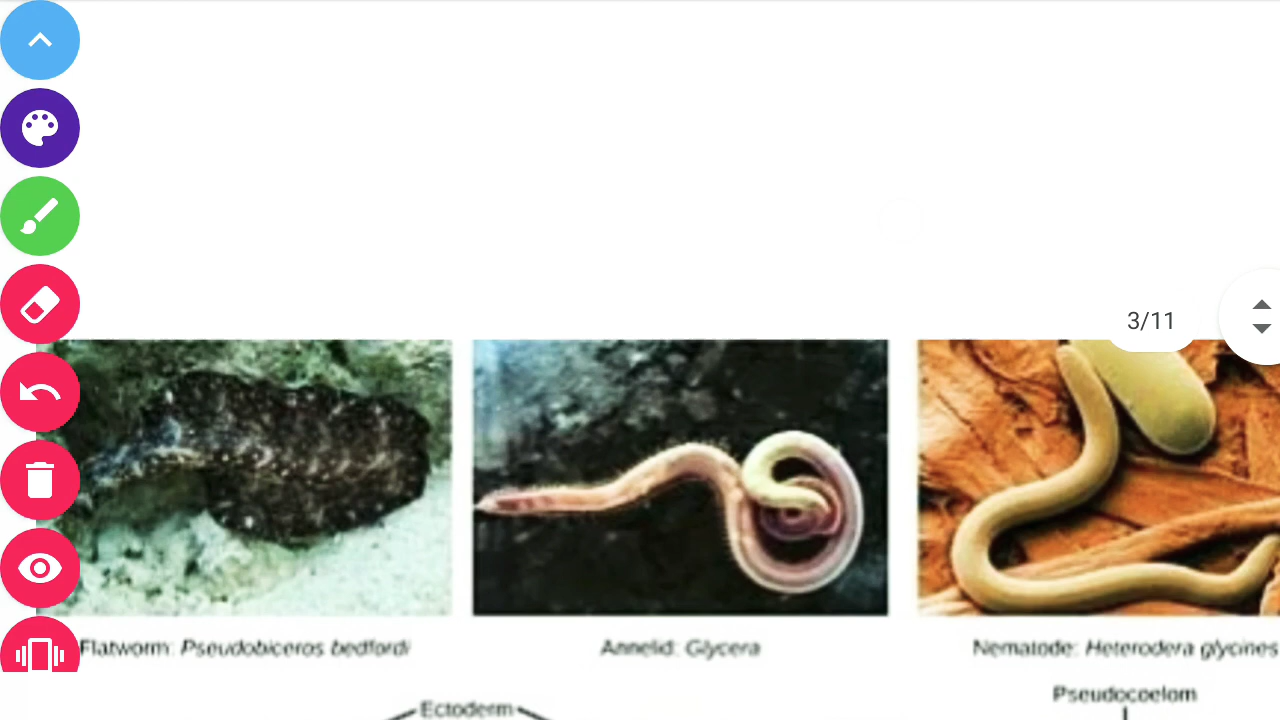 3/11
Flatworm: Pseudobiceros bedfordi
Annelid: Glycera
Nematode: Heterodera glycines
Pseudocoelom
Ectoderm